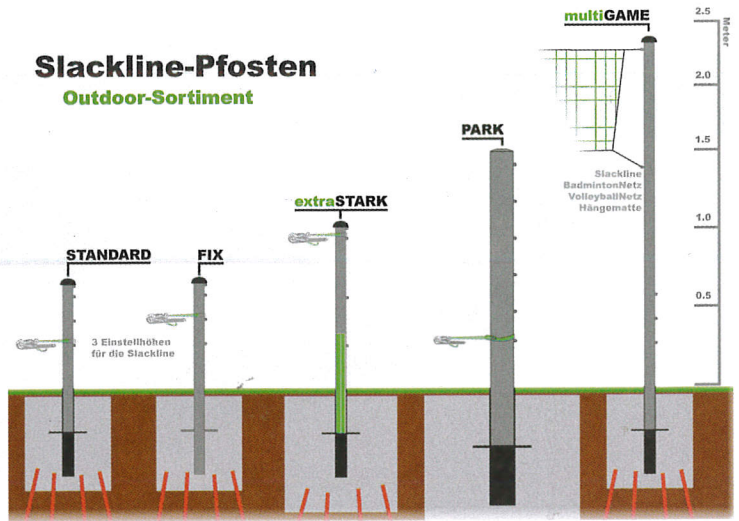 Slackline-Pfosten
Outdoor-Sortiment
multiGAME
PARK
extraSTARK
STANDARD
FIX
3 Einstellhöhen
für die Slackline
Slackline
BadmintonNetz
VolleyballNetz
Hängematte
2.5
2.0
1.5
1.0
0.5
Meter